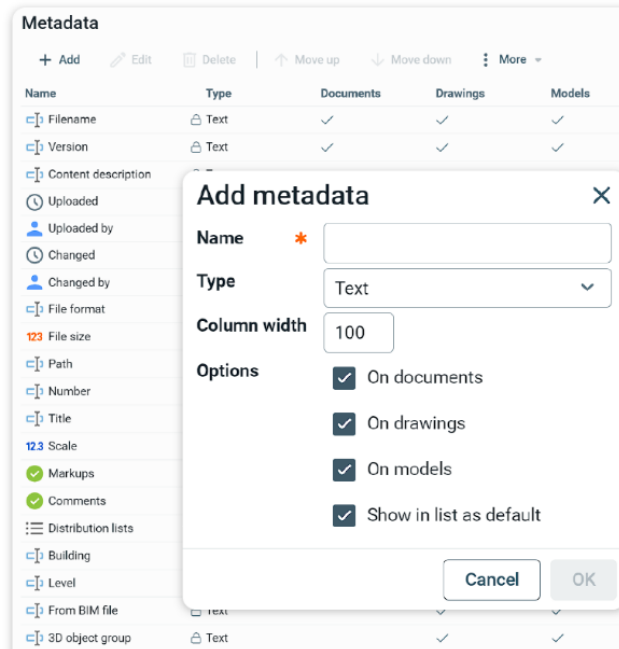 Metadata
Add Edit Delete Move up Move down More
Name Type Documents Drawings Models
Filename Text
Version Text
Content description
Uploaded
Uploaded by
Changed
Changed by
File format
123 File size
Path
Number
Title
12.3 Scale
Markups
Comments
Distribution lists
Building
Level
From BIM file Text
3D object group Text
Add metadata
Name *
Type Text
Column width 100
Options On documents
On drawings
On models
Show in list as default
Cancel OK